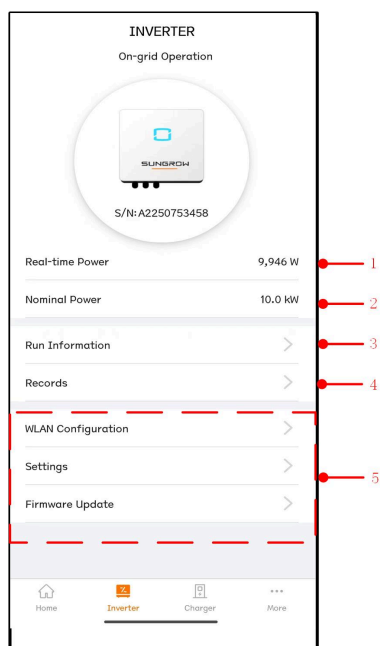 INVERTER
On-grid Operation
SUNGROW
S/N: A2250753458
Real-time Power 9,946 W 1
Nominal Power 10.0 kW 2
Run Information 3
Records 4
WLAN Configuration
Settings 5
Firmware Update
Home Inverter Charger More